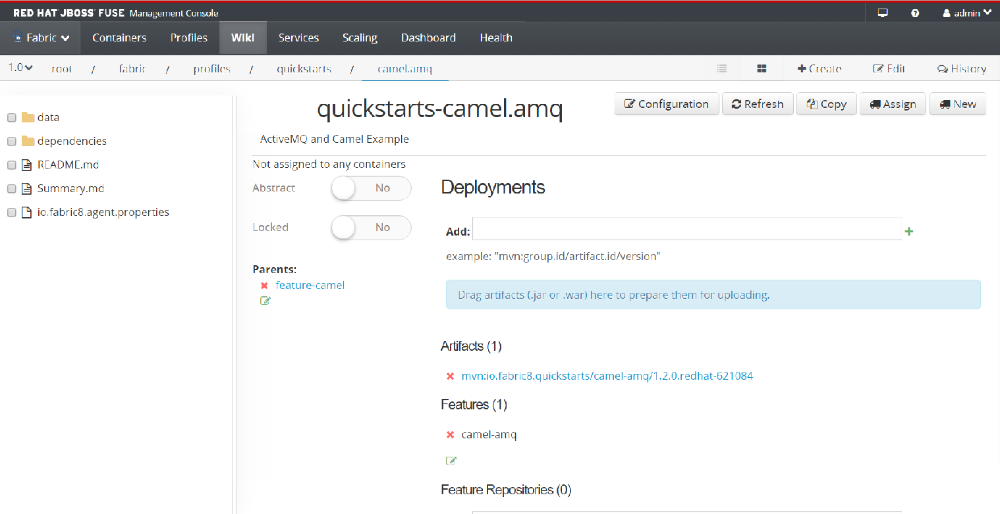 RED HAT JBOSS FUSE Management Console
admin
Fabric Containers Profiles Wiki Services Scaling Dashboard Health
1.0 root / fabric / profiles / quickstarts / camel.amq Create Edit History
data
dependencies
README.md
Summary.md
io.fabric8.agent.properties
quickstarts-camel.amq
Configuration Refresh Copy Assign New
ActiveMQ and Camel Example
Not assigned to any containers
Abstract No
Locked No
Parents:
feature-camel
Deployments
Add:
example: "mvn:group.id/artifact.id/version"
Drag artifacts (.jar or .war) here to prepare them for uploading.
Artifacts (1)
mvn:io.fabric8.quickstarts/camel-amq/1.2.0.redhat-621084
Features (1)
camel-amq
Feature Repositories (0)